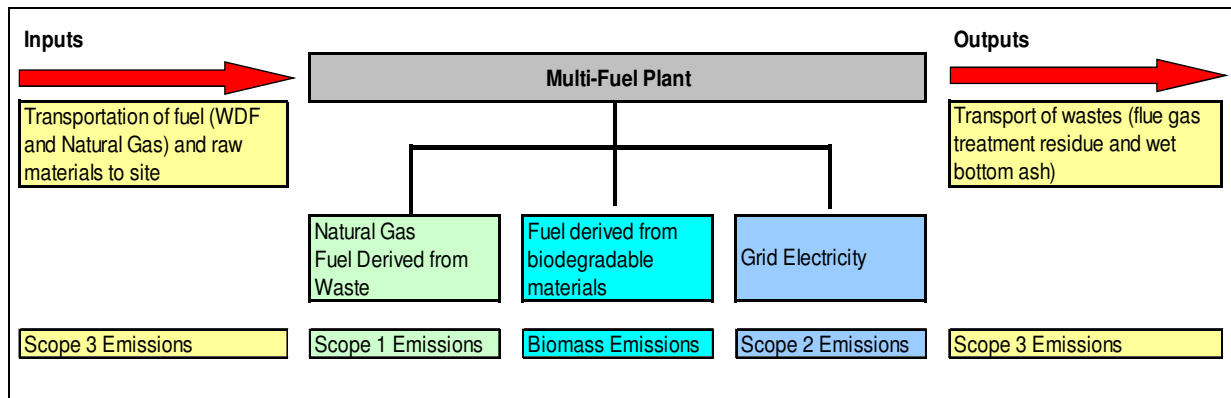 Inputs
Outputs
Multi-Fuel Plant
Transportation of fuel (WDF
and Natural Gas) and raw
materials to site
Transport of wastes (flue gas
treatment residue and wet
bottom ash)
Natural Gas
Fuel Derived from
Waste
Fuel derived from
biodegradable
materials
Grid Electricity
Scope 3 Emissions
Scope 1 Emissions
Biomass Emissions
Scope 2 Emissions
Scope 3 Emissions